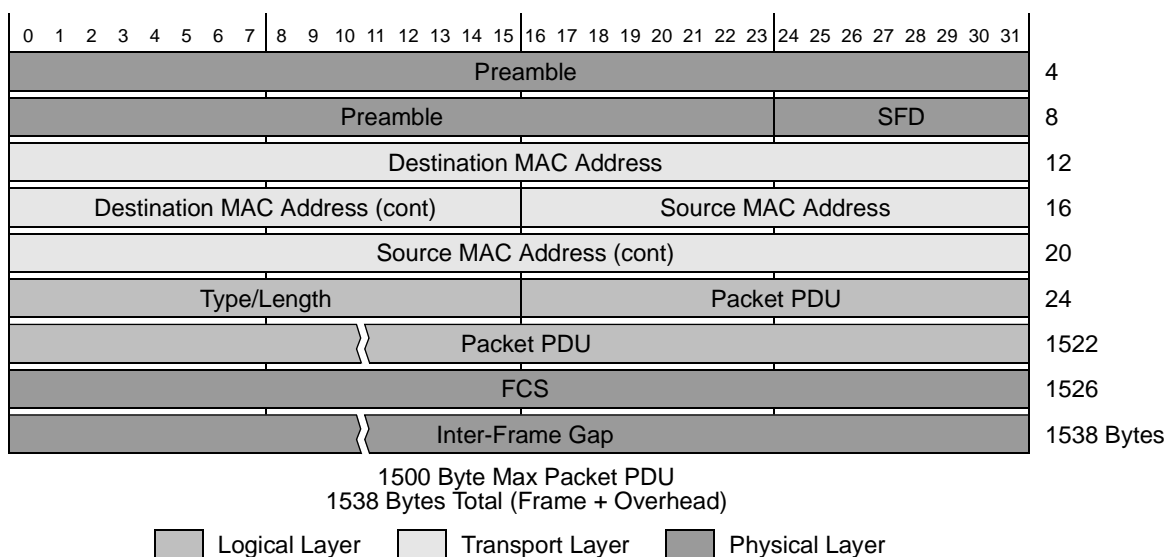 0 1 2 3 4 5 6 7 8 9 10 11 12 13 14 15 16 17 18 19 20 21 22 23 24 25 26 27 28 29 30 31
Preamble 4
Preamble SFD 8
Destination MAC Address 12
Destination MAC Address (cont) Source MAC Address 16
Source MAC Address (cont) 20
Type/Length Packet PDU 24
Packet PDU 1522
FCS 1526
Inter-Frame Gap 1538 Bytes
1500 Byte Max Packet PDU
1538 Bytes Total (Frame + Overhead)
Logical Layer Transport Layer Physical Layer